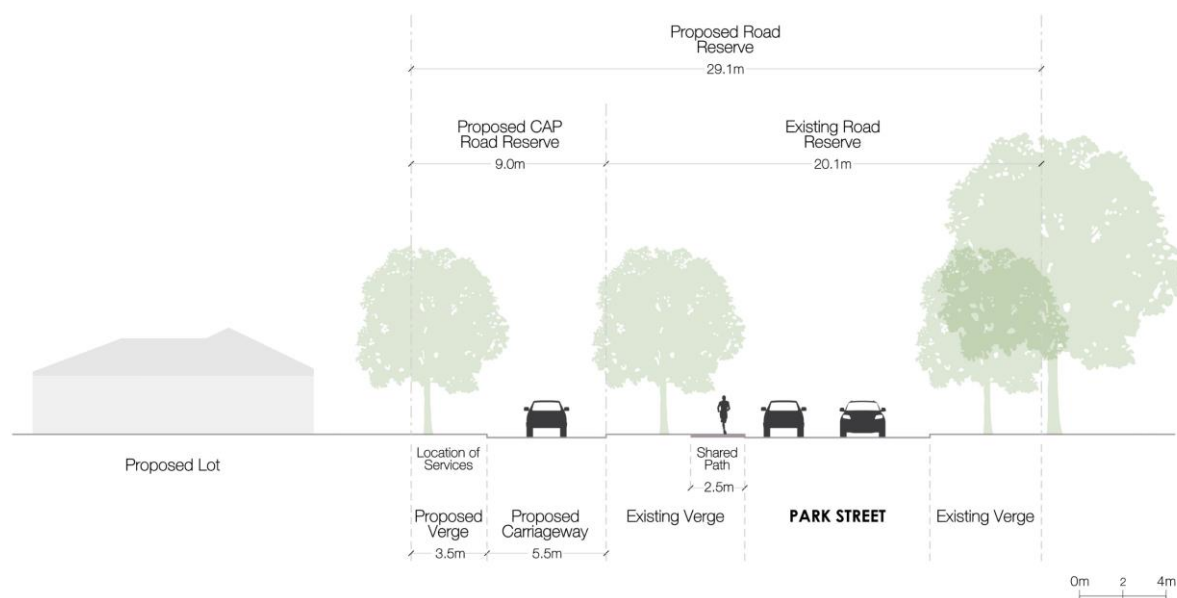 Proposed Road
Reserve
29.1m
Proposed CAP
Road Reserve
9.0m
Existing Road
Reserve
20.1m
Proposed Lot
Location of
Services
Shared
Path
2.5m
Proposed
Verge
3.5m
Proposed
Carriageway
5.5m
Existing Verge
PARK STREET
Existing Verge
0m 2 4m